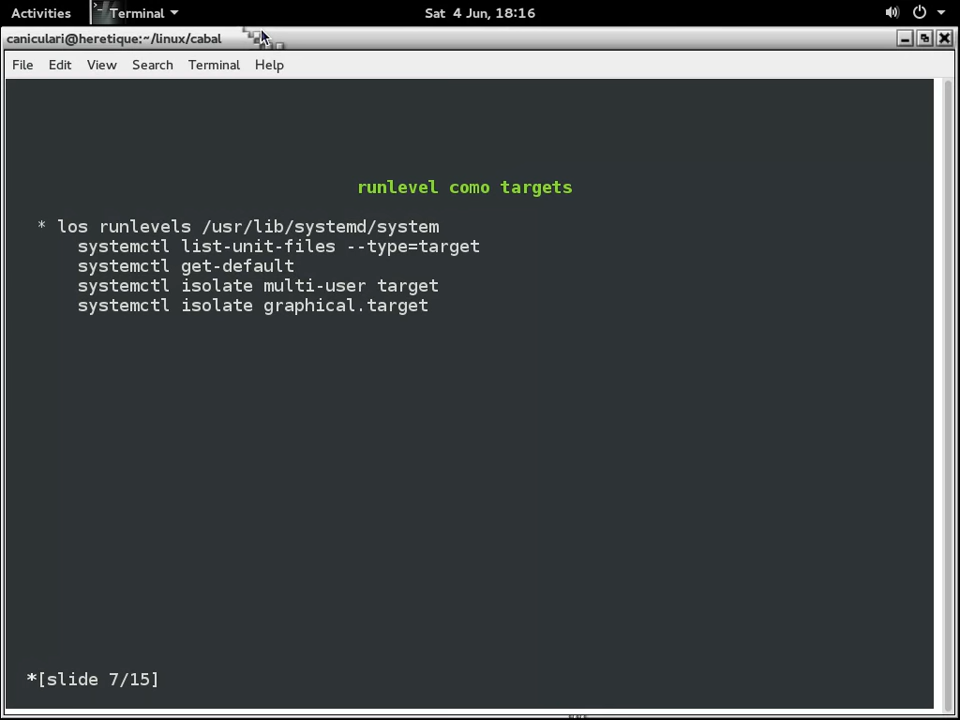 Activities Terminal Sat 4 Jun, 18:16
caniculari@heretique:~/linux/cabal
File Edit View Search Terminal Help
runlevel como targets
* los runlevels /usr/lib/systemd/system
systemctl list-unit-files --type=target
systemctl get-default
systemctl isolate multi-user target
systemctl isolate graphical.target
*[slide 7/15]